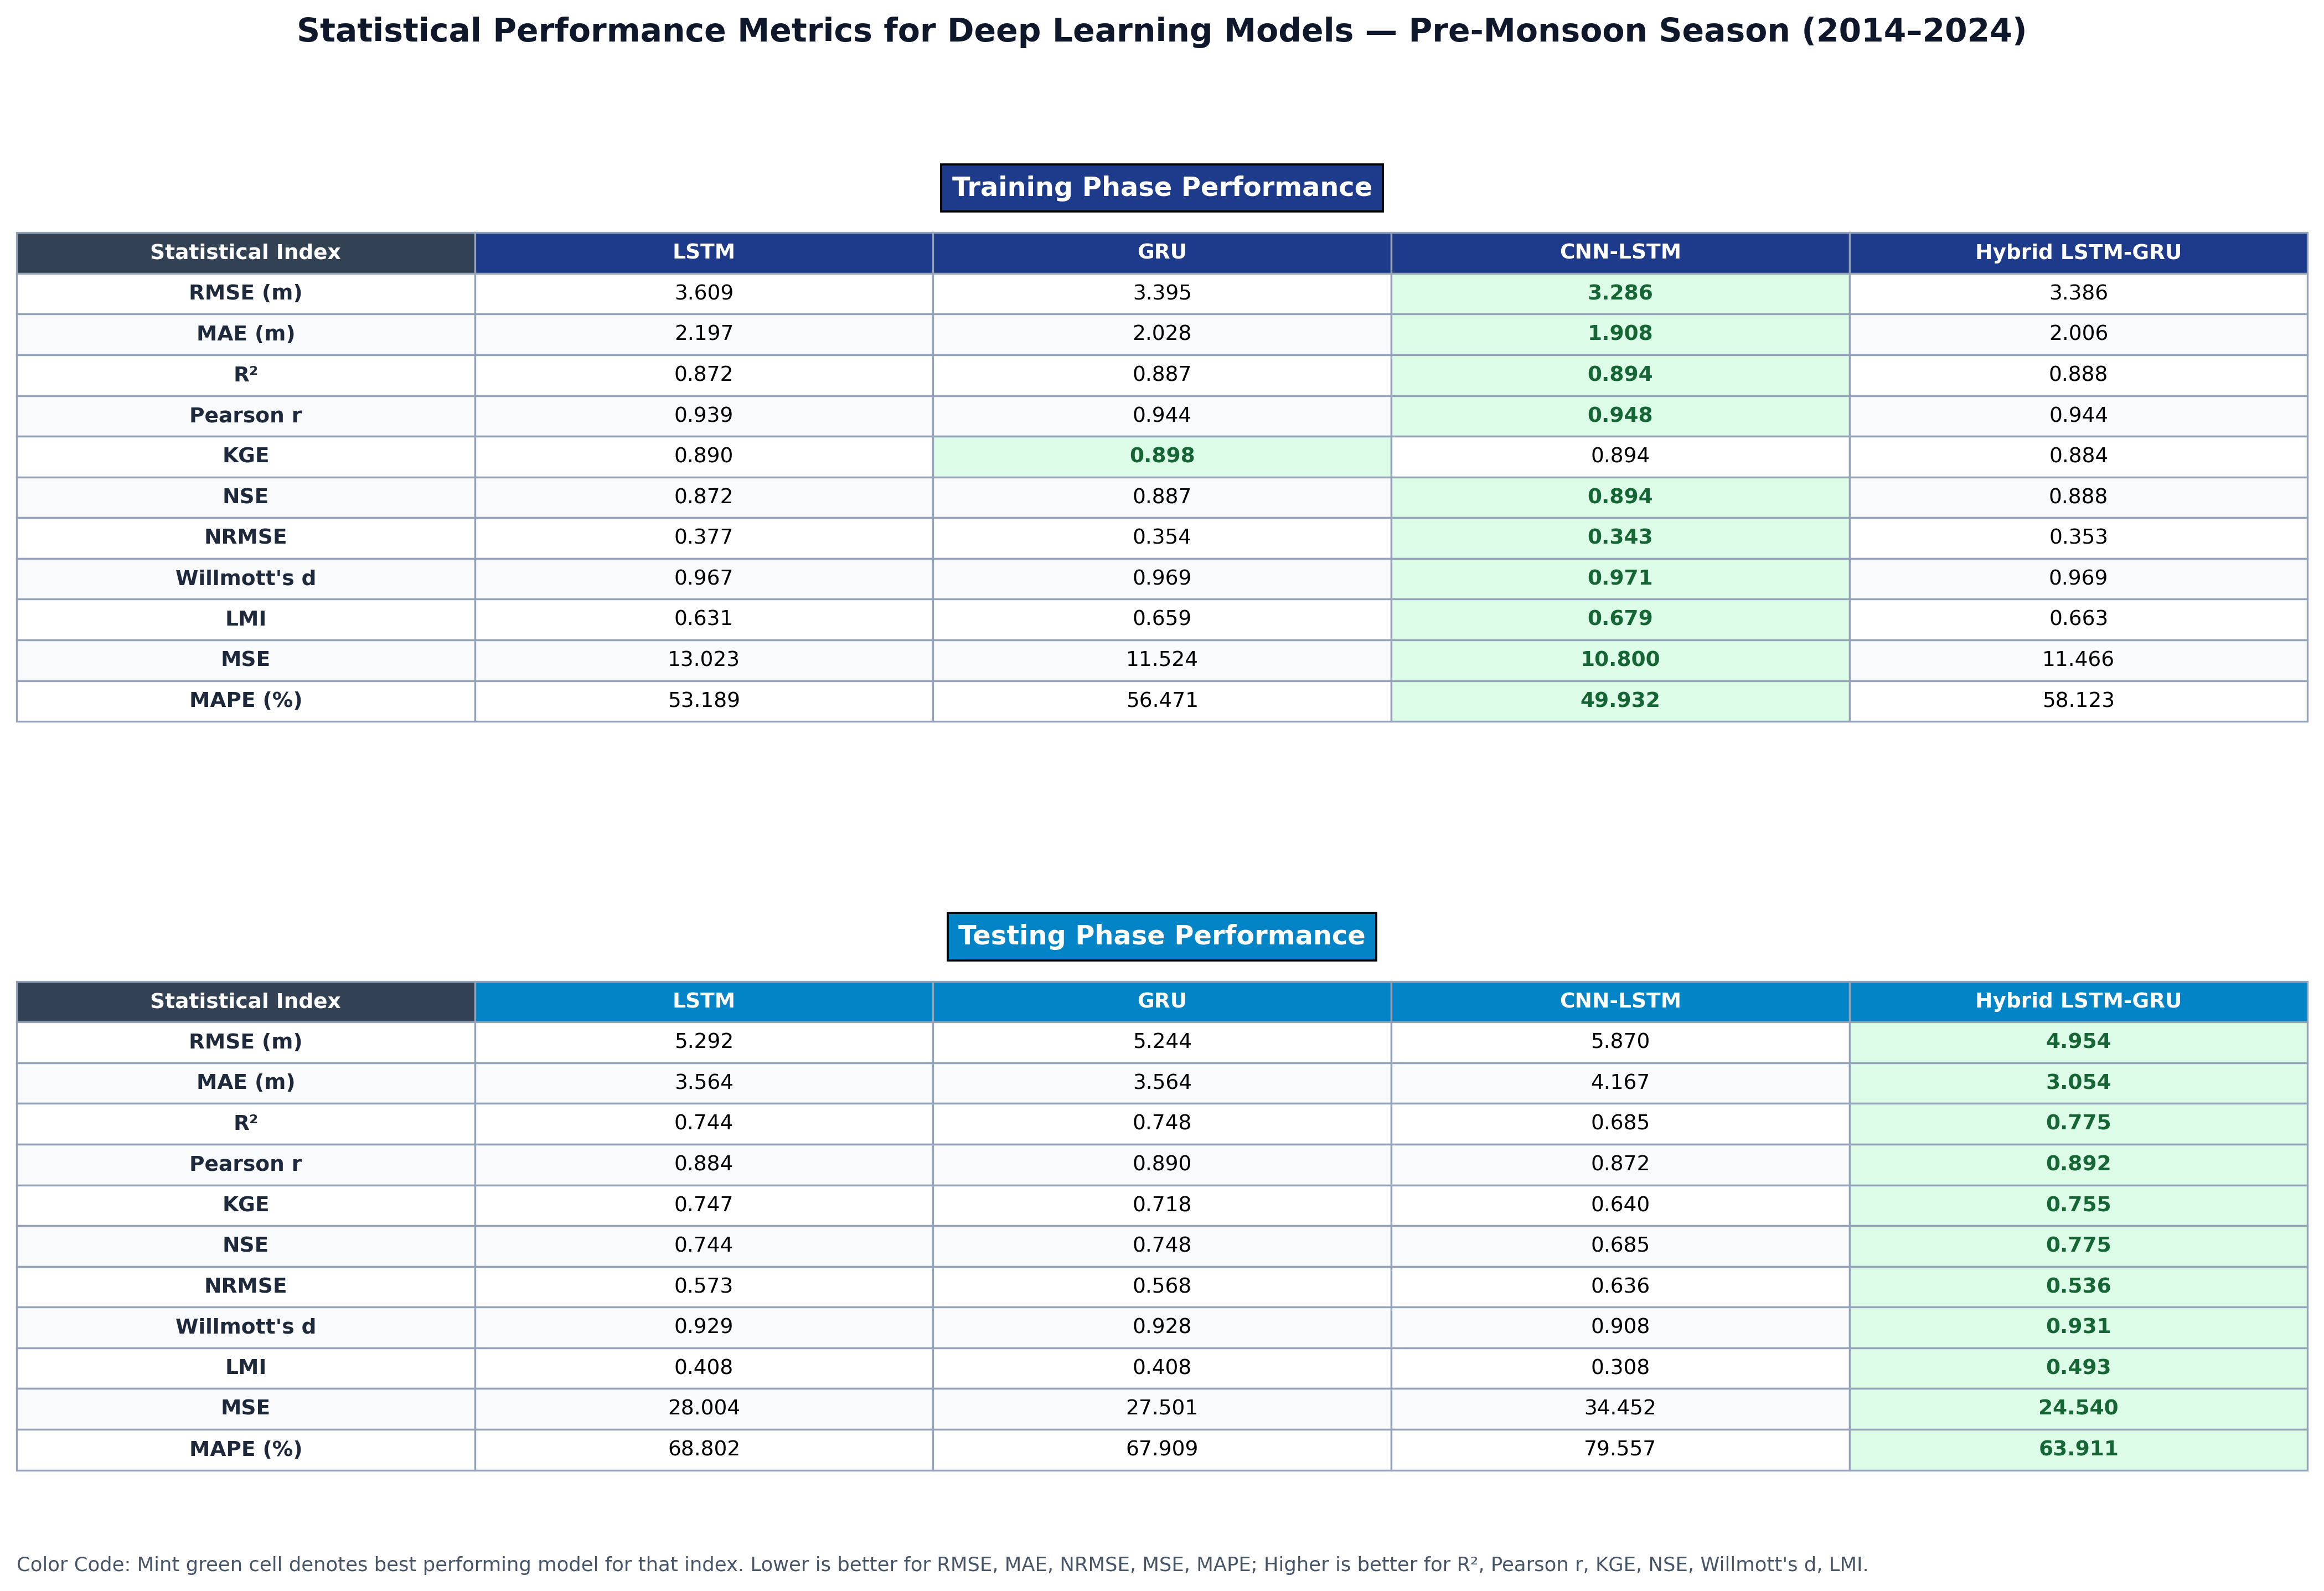 Statistical Performance Metrics for Deep Learning Models — Pre-Monsoon Season (2014–2024)
Training Phase Performance
Statistical Index LSTM GRU CNN-LSTM Hybrid LSTM-GRU
RMSE (m) 3.609 3.395 3.286 3.386
MAE (m) 2.197 2.028 1.908 2.006
R² 0.872 0.887 0.894 0.888
Pearson r 0.939 0.944 0.948 0.944
KGE 0.890 0.898 0.894 0.884
NSE 0.872 0.887 0.894 0.888
NRMSE 0.377 0.354 0.343 0.353
Willmott's d 0.967 0.969 0.971 0.969
LMI 0.631 0.659 0.679 0.663
MSE 13.023 11.524 10.800 11.466
MAPE (%) 53.189 56.471 49.932 58.123
Testing Phase Performance
Statistical Index LSTM GRU CNN-LSTM Hybrid LSTM-GRU
RMSE (m) 5.292 5.244 5.870 4.954
MAE (m) 3.564 3.564 4.167 3.054
R² 0.744 0.748 0.685 0.775
Pearson r 0.884 0.890 0.872 0.892
KGE 0.747 0.718 0.640 0.755
NSE 0.744 0.748 0.685 0.775
NRMSE 0.573 0.568 0.636 0.536
Willmott's d 0.929 0.928 0.908 0.931
LMI 0.408 0.408 0.308 0.493
MSE 28.004 27.501 34.452 24.540
MAPE (%) 68.802 67.909 79.557 63.911
Color Code: Mint green cell denotes best performing model for that index. Lower is better for RMSE, MAE, NRMSE, MSE, MAPE; Higher is better for R², Pearson r, KGE, NSE, Willmott's d, LMI.